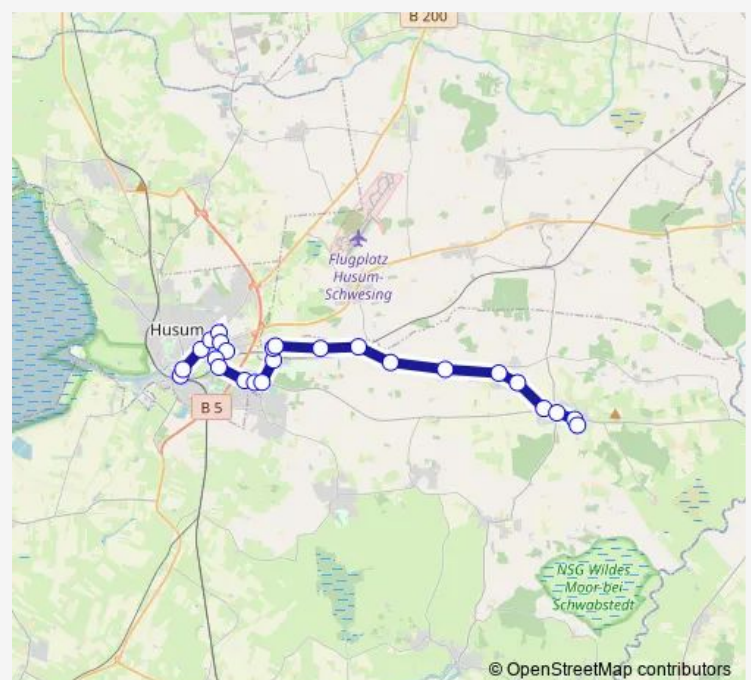 B 200
Flugplatz
Husum-
Schwesing
Husum
B 5
NSG Wildes
Moor bei
Schwabstedt
© OpenStreetMap contributors